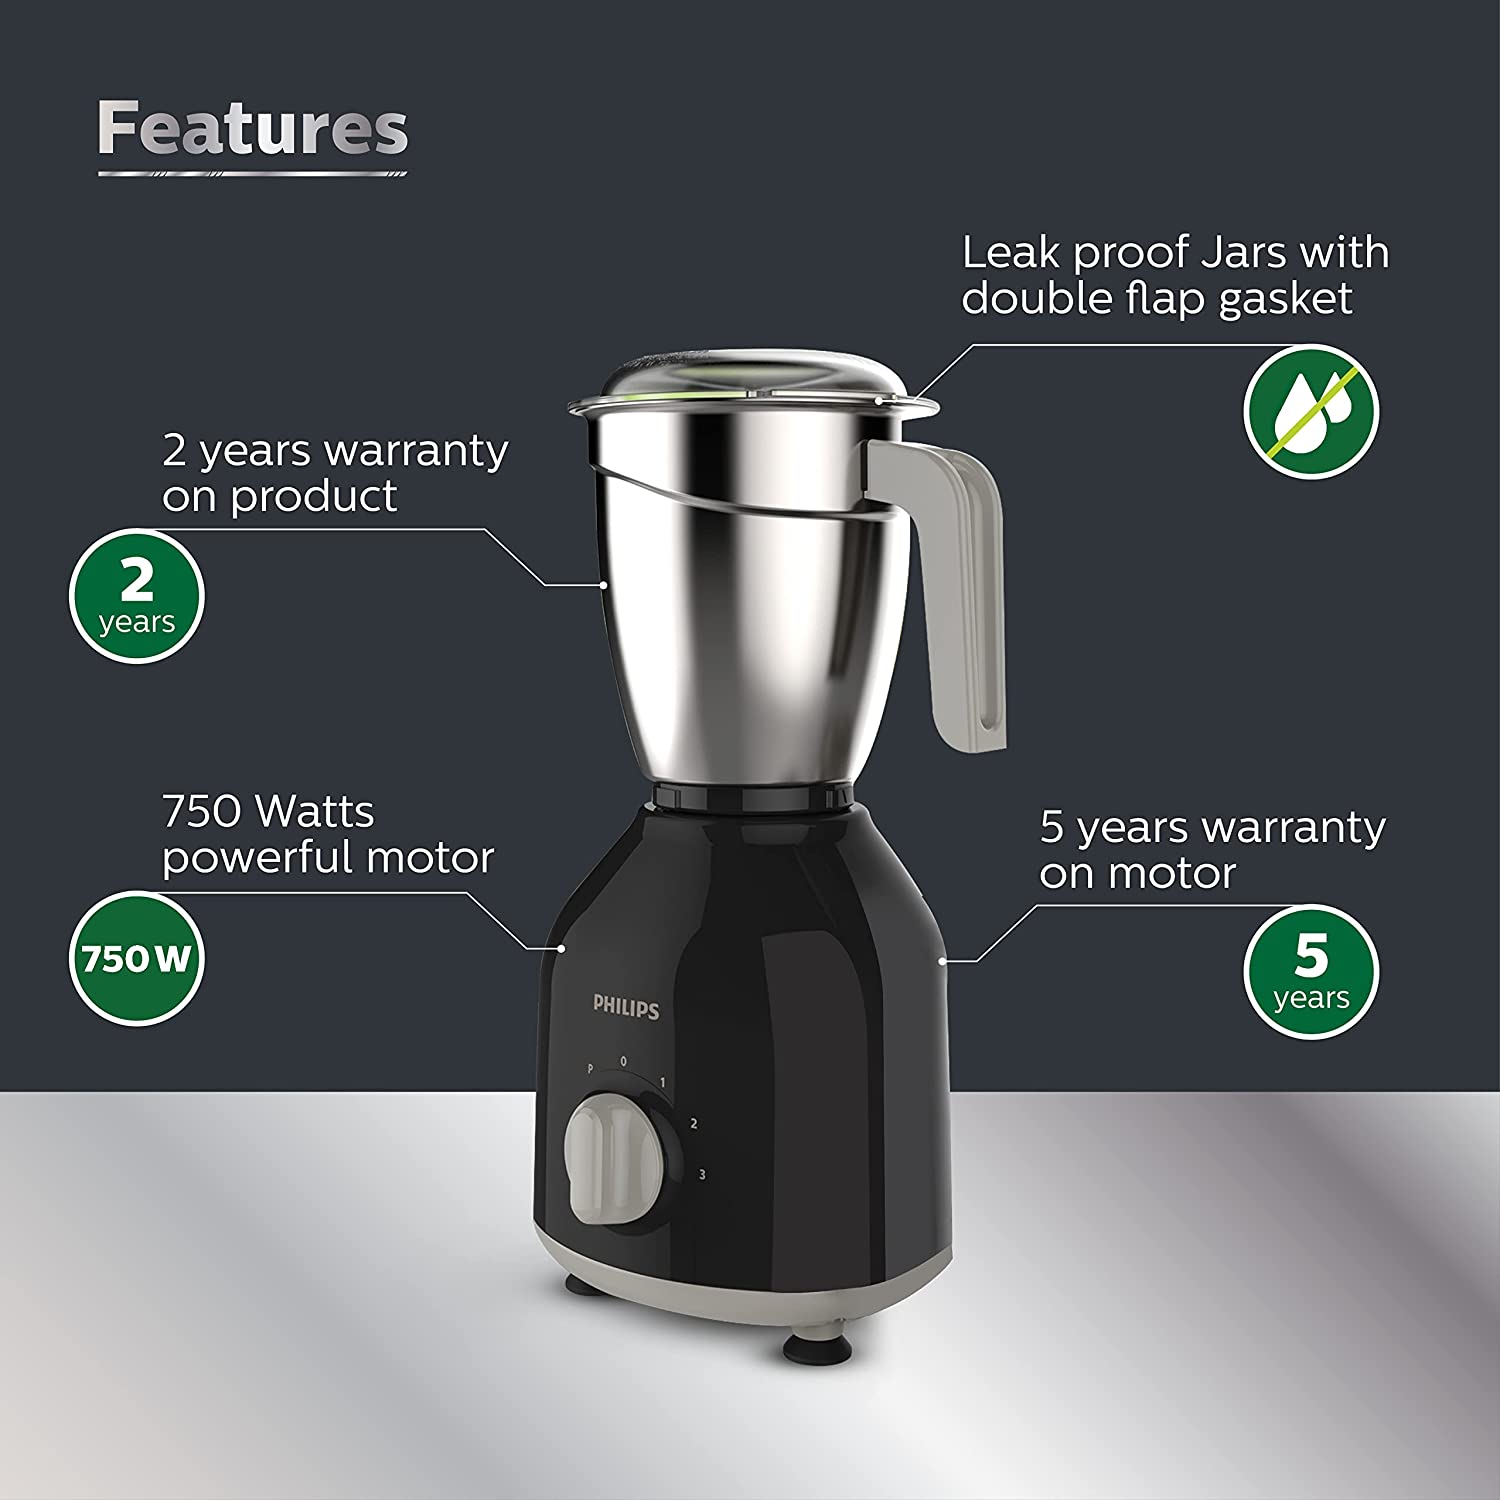 Features
Leak proof Jars with
double flap gasket
2 years warranty
on product
2
years
750 Watts
powerful motor
750 W
5 years warranty
on motor
5
years
PHILIPS
P
0
1
2
3